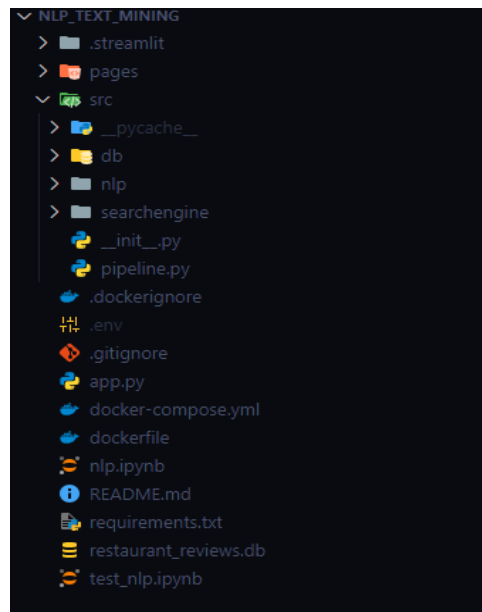 NLP_TEXT_MINING
.streamlit
pages
src
__pycache__
db
nlp
searchengine
__init__.py
pipeline.py
.dockerignore
.env
.gitignore
app.py
docker-compose.yml
dockerfile
nlp.ipynb
README.md
requirements.txt
restaurant_reviews.db
test_nlp.ipynb